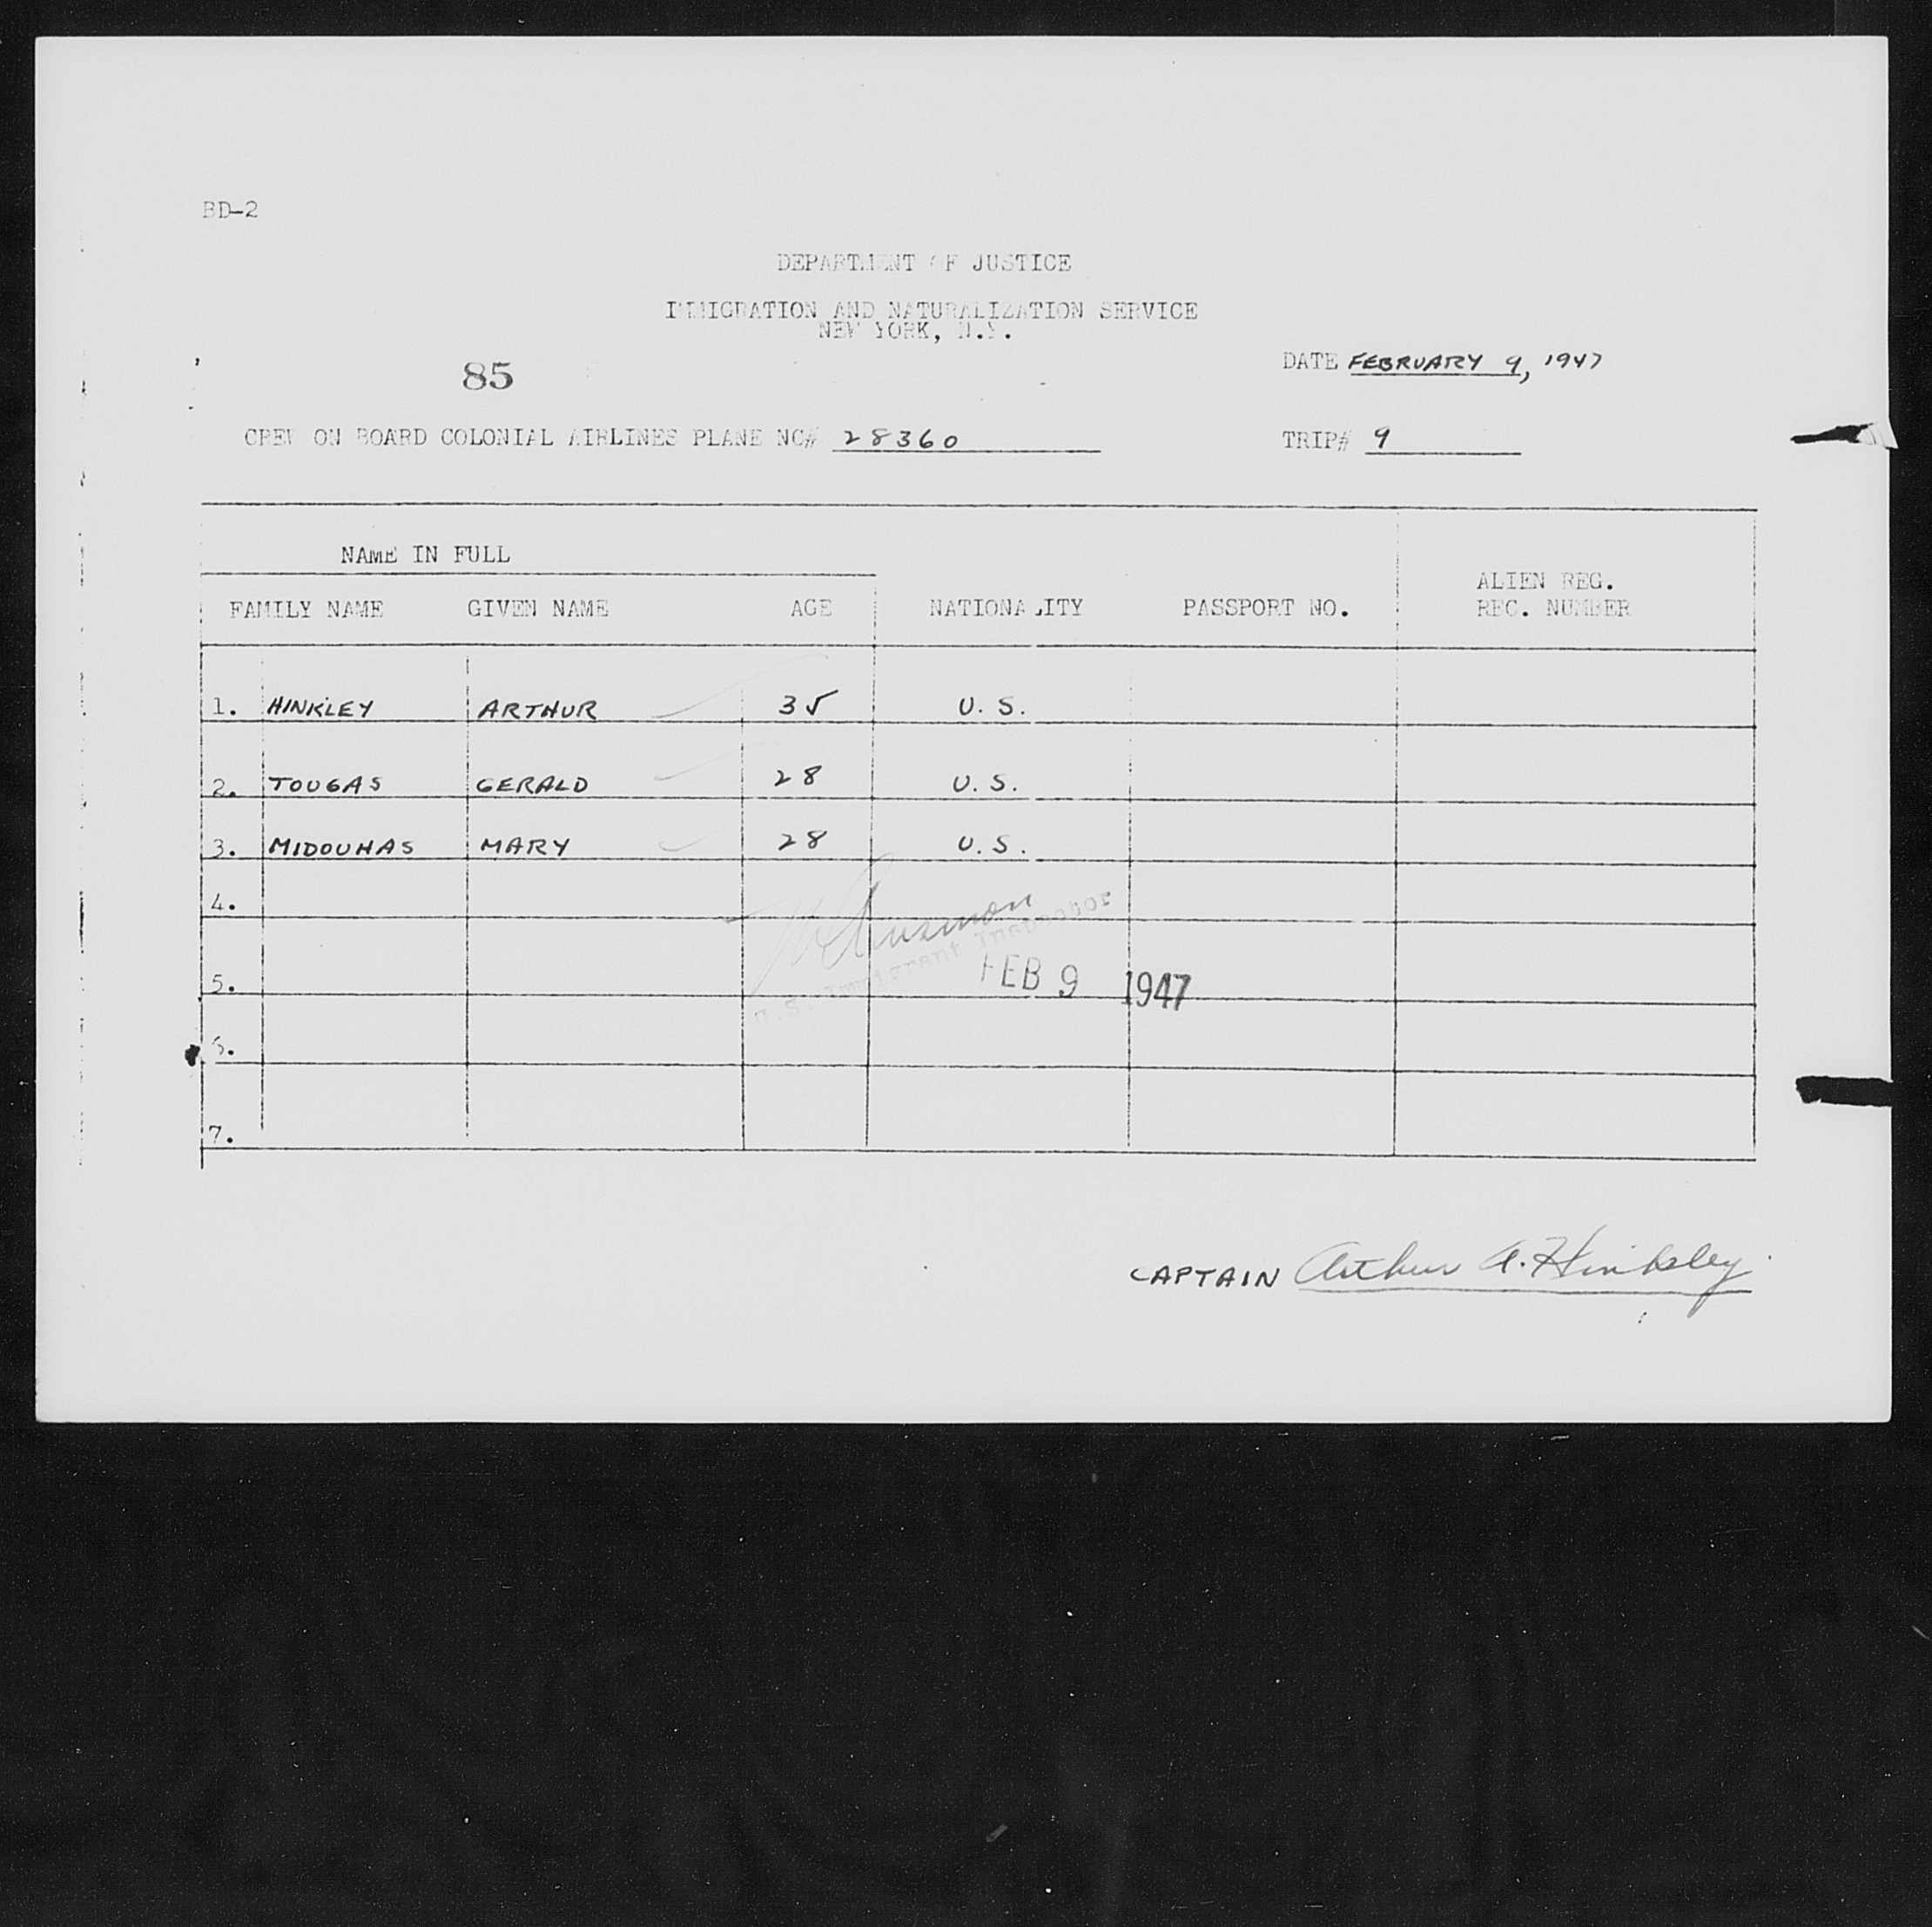 BD-2
DEPARTMENT OF JUSTICE
IMMIGRATION AND NATURALIZATION SERVICE
NEW YORK, N.Y.
85
DATE FEBRUARY 9, 1947
CREW ON BOARD COLONIAL AIRLINES PLANE NC# 28360
TRIP# 9
NAME IN FULL
FAMILY NAME GIVEN NAME AGE NATIONALITY PASSPORT NO. ALIEN REG. REC. NUMBER
1. HINKLEY ARTHUR 35 U.S.
2. TOUGAS GERALD 28 U.S.
3. MIDOUHAS MARY 28 U.S.
4.
U.S. Immigrant Inspector
5. FEB 9 1947
6.
7.
CAPTAIN Arthur A. Hinkley